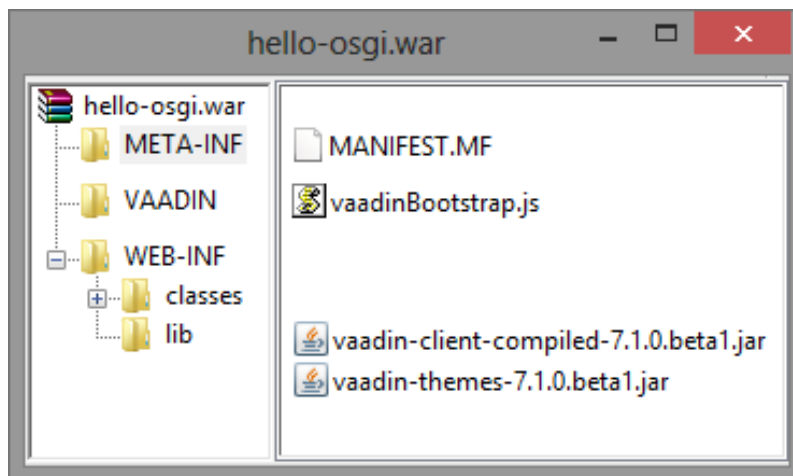 hello-osgi.war
hello-osgi.war
META-INF MANIFEST.MF
VAADIN vaadinBootstrap.js
WEB-INF
classes
lib vaadin-client-compiled-7.1.0.beta1.jar
vaadin-themes-7.1.0.beta1.jar